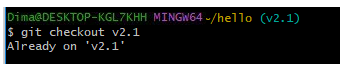 Dima@DESKTOP-KGL7KHH MINGW64 ~/hello (v2.1)
$ git checkout v2.1
Already on 'v2.1'